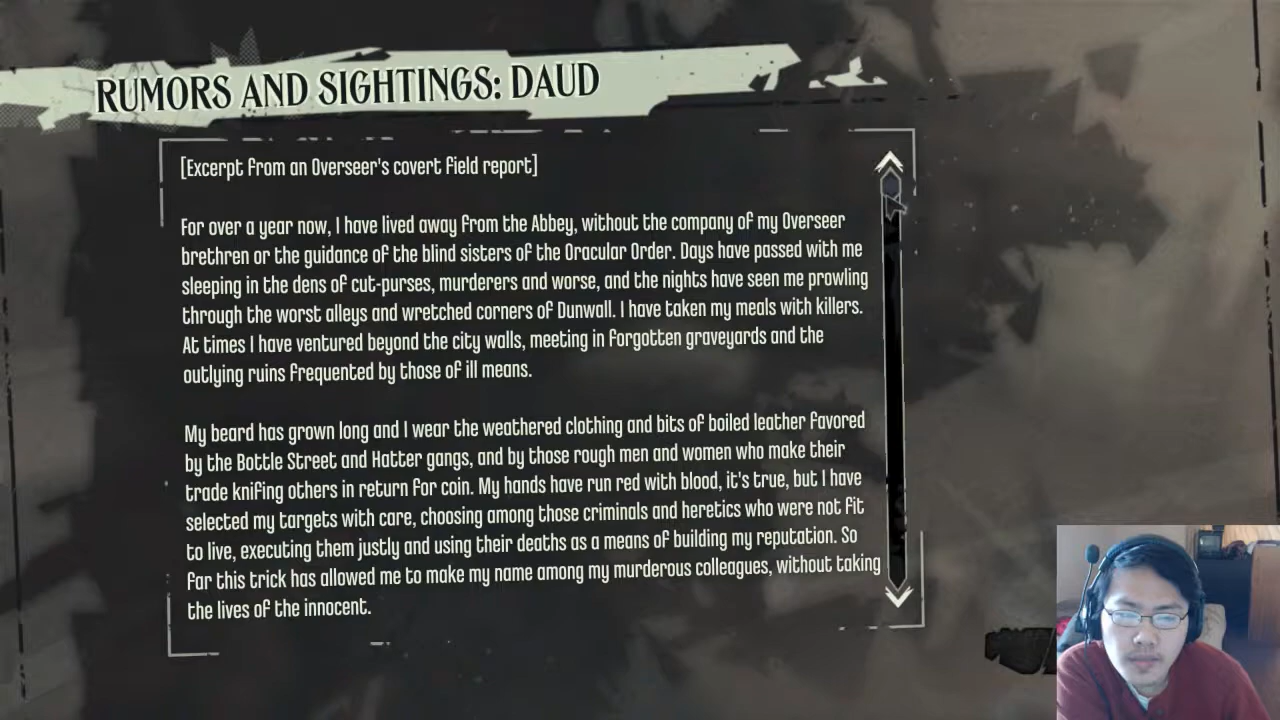 RUMORS AND SIGHTINGS: DAUD
[Excerpt from an Overseer's covert field report]
For over a year now, I have lived away from the Abbey, without the company of my Overseer
brethren or the guidance of the blind sisters of the Oracular Order. Days have passed with me
sleeping in the dens of cut-purses, murderers and worse, and the nights have seen me prowling
through the worst alleys and wretched corners of Dunwall. I have taken my meals with killers.
At times I have ventured beyond the city walls, meeting in forgotten graveyards and the
outlying ruins frequented by those of ill means.
My beard has grown long and I wear the weathered clothing and bits of boiled leather favored
by the Bottle Street and Hatter gangs, and by those rough men and women who make their
trade knifing others in return for coin. My hands have run red with blood, it's true, but I have
selected my targets with care, choosing among those criminals and heretics who were not fit
to live, executing them justly and using their deaths as a means of building my reputation. So
far this trick has allowed me to make my name among my murderous colleagues, without taking
the lives of the innocent.